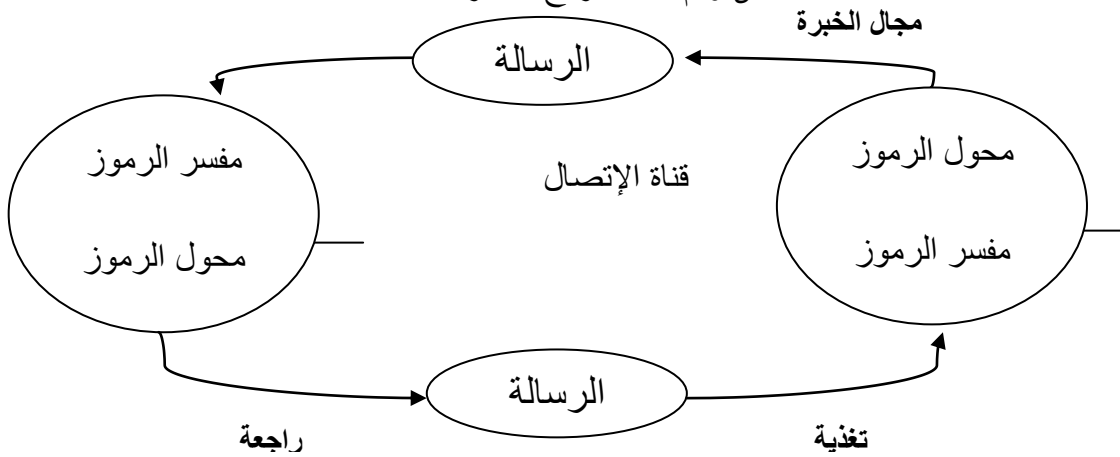 مجال الخبرة
الرسالة
محول الرموز
مفسر الرموز
قناة الإتصال
مفسر الرموز
محول الرموز
الرسالة
تغذية
راجعة